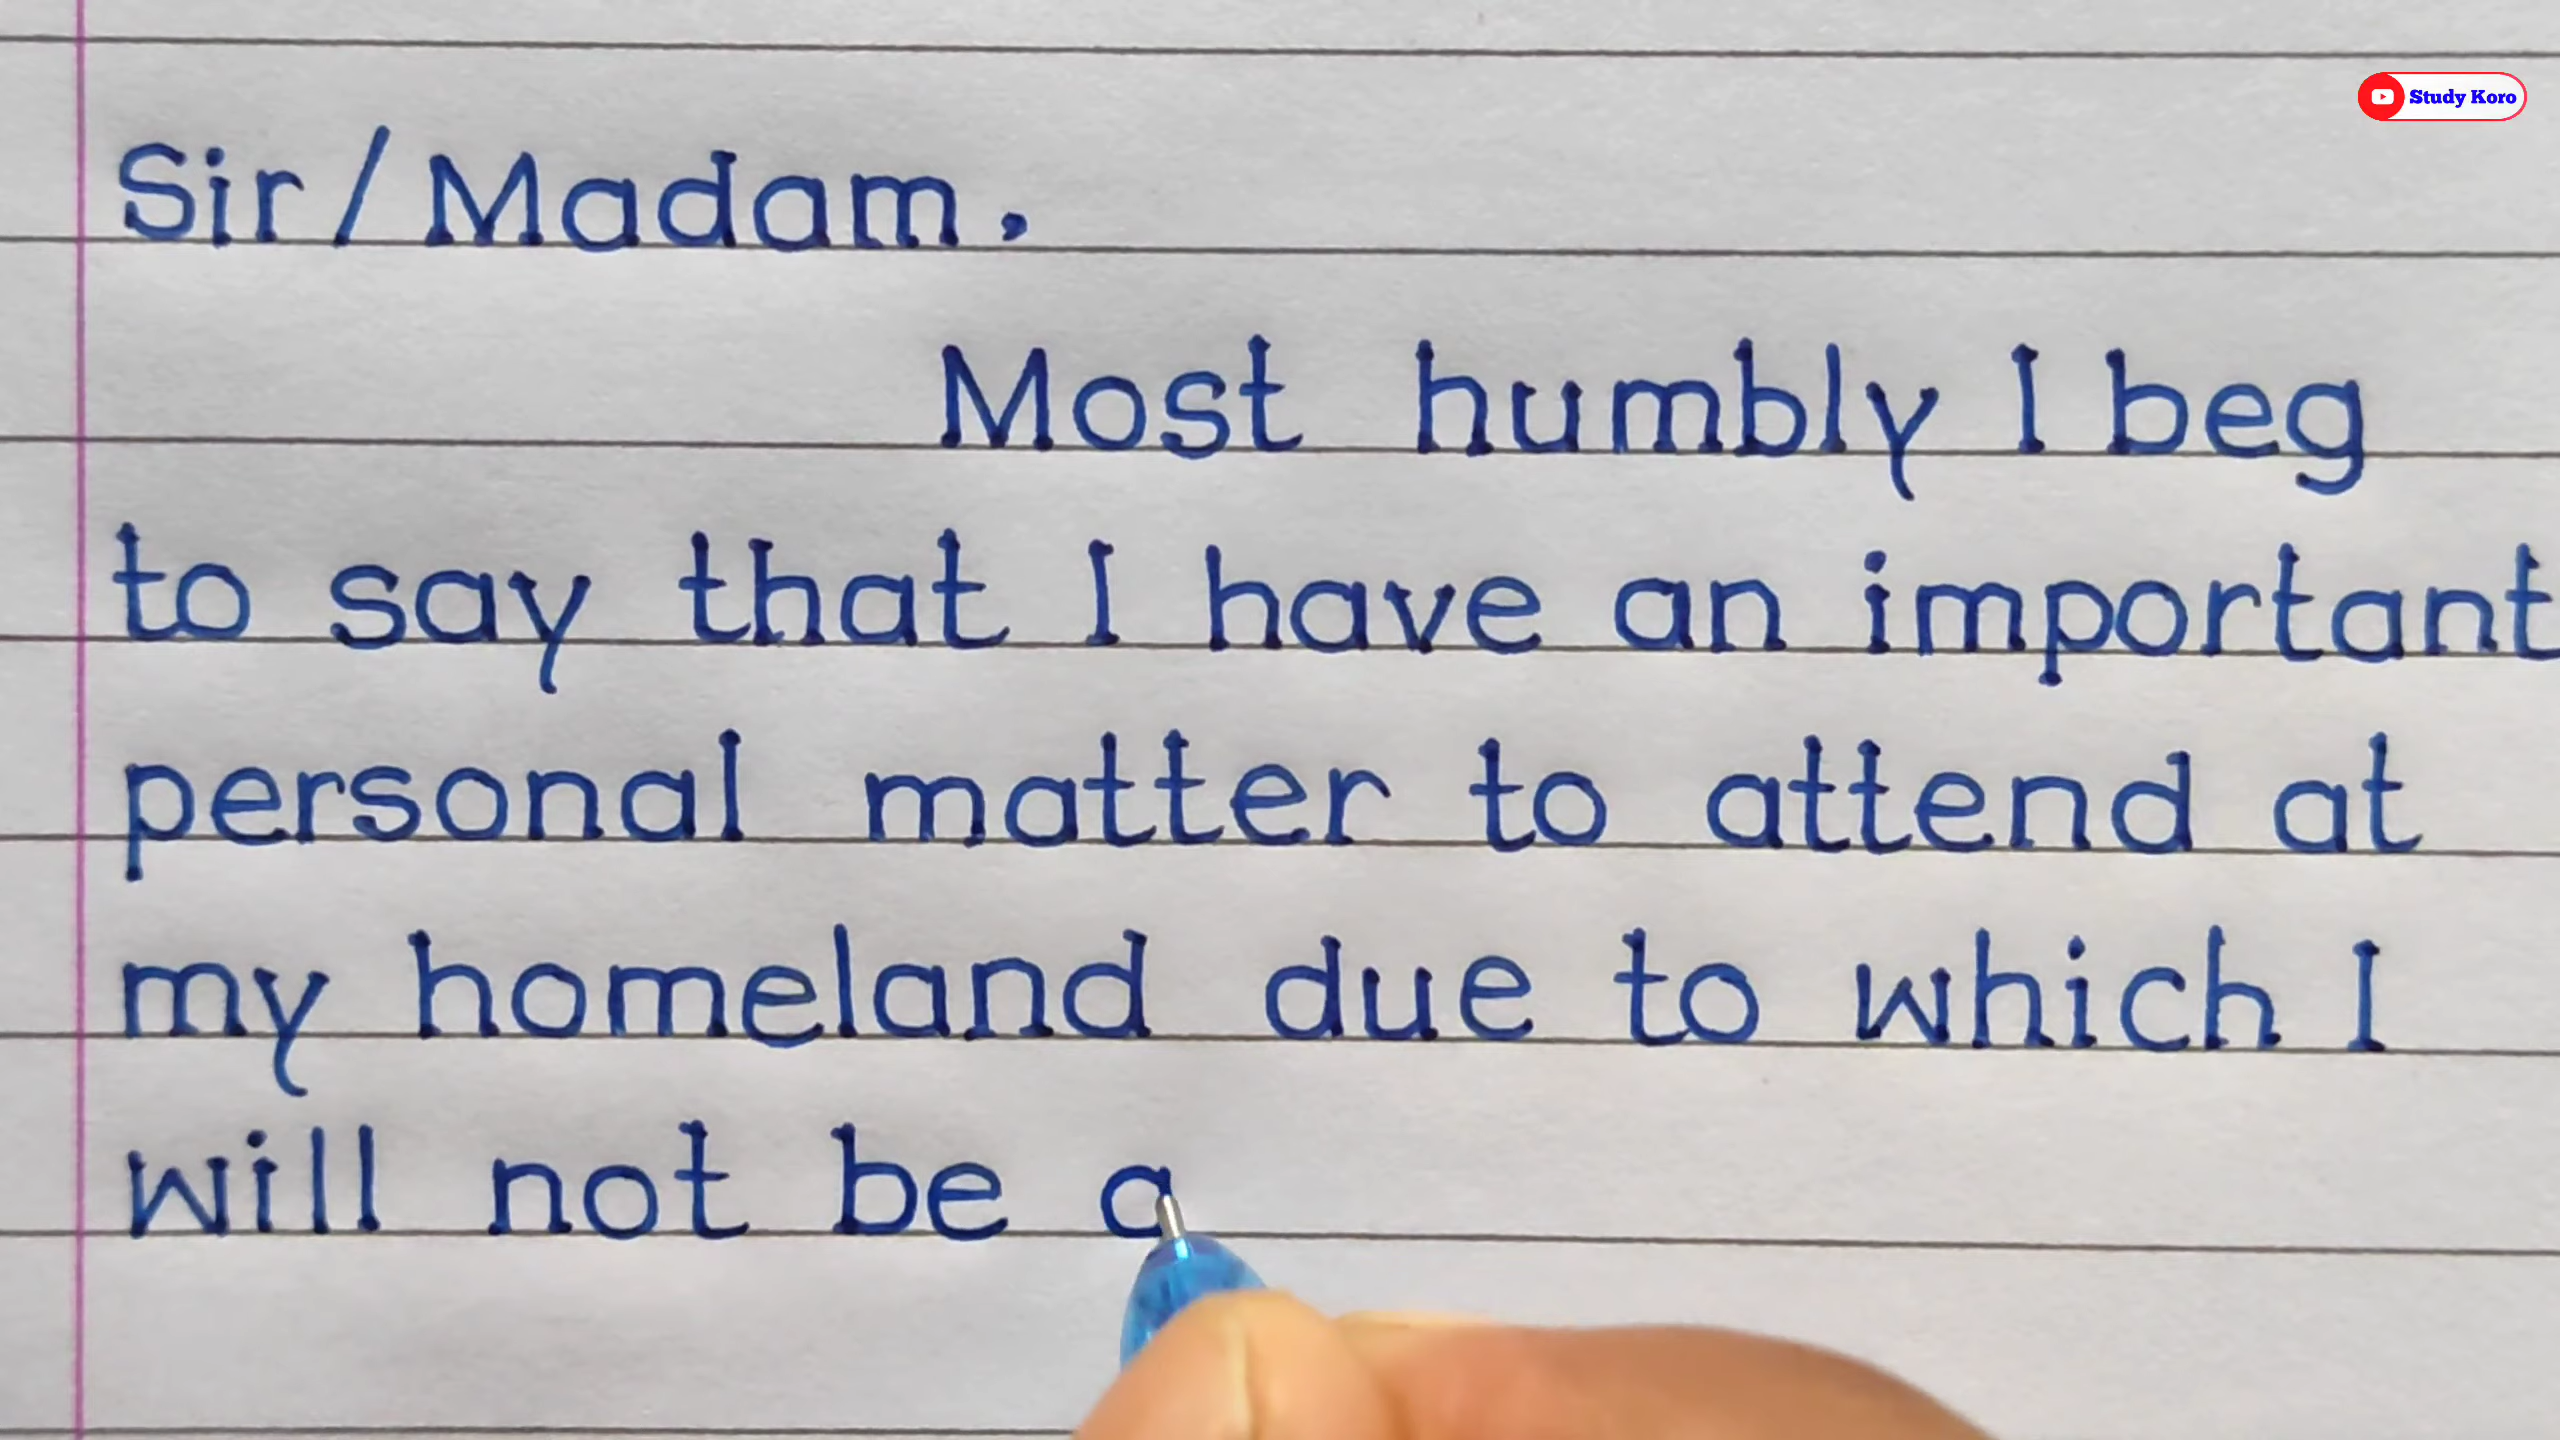 Study Koro
Sir/Madam,
Most humbly I beg
to say that I have an important
personal matter to attend at
my homeland due to which I
will not be a